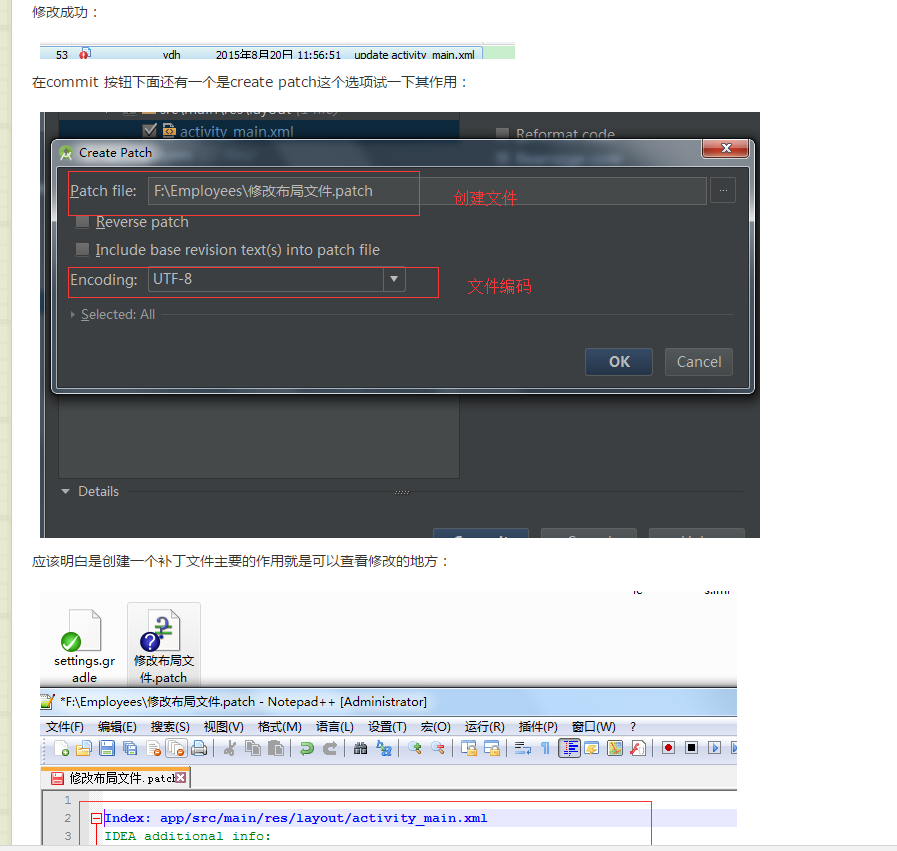 修改成功：
53 ydh 2015年8月20日 11:56:51 update activity_main.xml
在commit 按钮下面还有一个是create patch这个选项试一下其作用：
src\main\res\layout (1 file)
activity_main.xml
Reformat code
Create Patch
Patch file: F:\Employees\修改布局文件.patch
创建文件
Reverse patch
Include base revision text(s) into patch file
Encoding: UTF-8
文件编码
Selected: All
OK Cancel
Details
应该明白是创建一个补丁文件主要的作用就是可以查看修改的地方：
settings.gr
adle
修改布局文
件.patch
*F:\Employees\修改布局文件.patch - Notepad++ [Administrator]
文件(F) 编辑(E) 搜索(S) 视图(V) 格式(M) 语言(L) 设置(T) 宏(O) 运行(R) 插件(P) 窗口(W) ?
修改布局文件.patch
1
2 Index: app/src/main/res/layout/activity_main.xml
3 IDEA additional info: